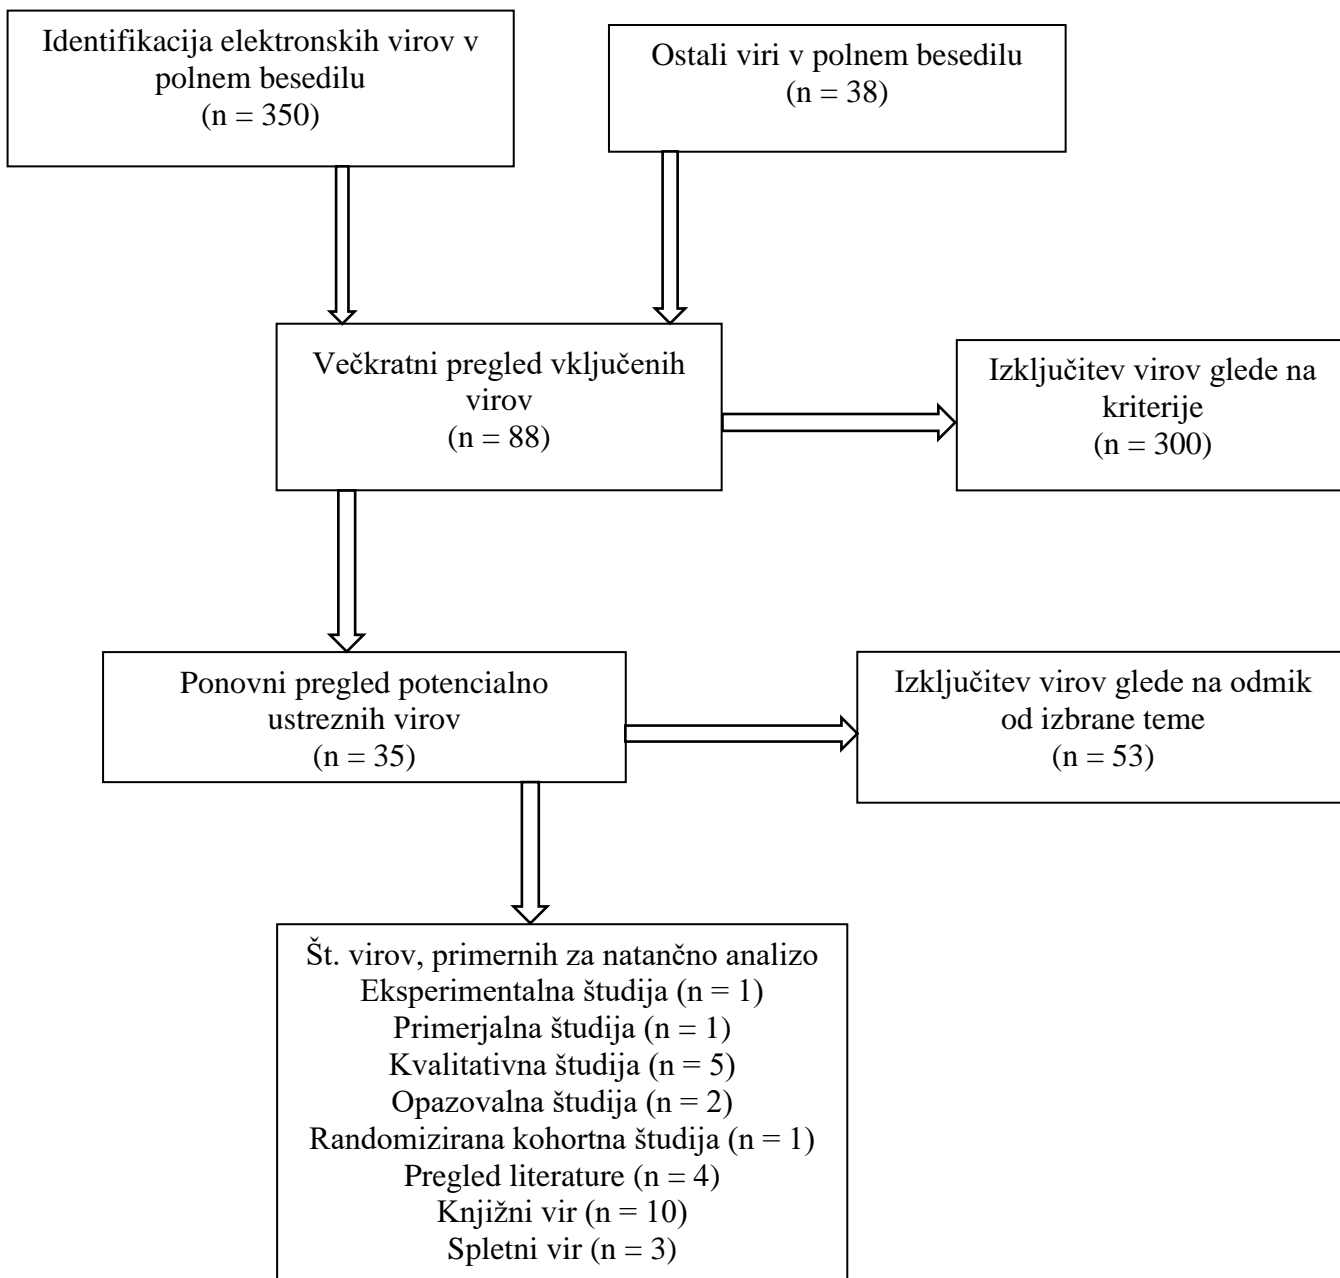 Identifikacija elektronskih virov v
polnem besedilu
(n = 350)
Ostali viri v polnem besedilu
(n = 38)
Večkratni pregled vključenih
virov
(n = 88)
Izključitev virov glede na
kriterije
(n = 300)
Ponovni pregled potencialno
ustreznih virov
(n = 35)
Izključitev virov glede na odmik
od izbrane teme
(n = 53)
Št. virov, primernih za natančno analizo
Eksperimentalna študija (n = 1)
Primerjalna študija (n = 1)
Kvalitativna študija (n = 5)
Opazovalna študija (n = 2)
Randomizirana kohortna študija (n = 1)
Pregled literature (n = 4)
Knjižni vir (n = 10)
Spletni vir (n = 3)